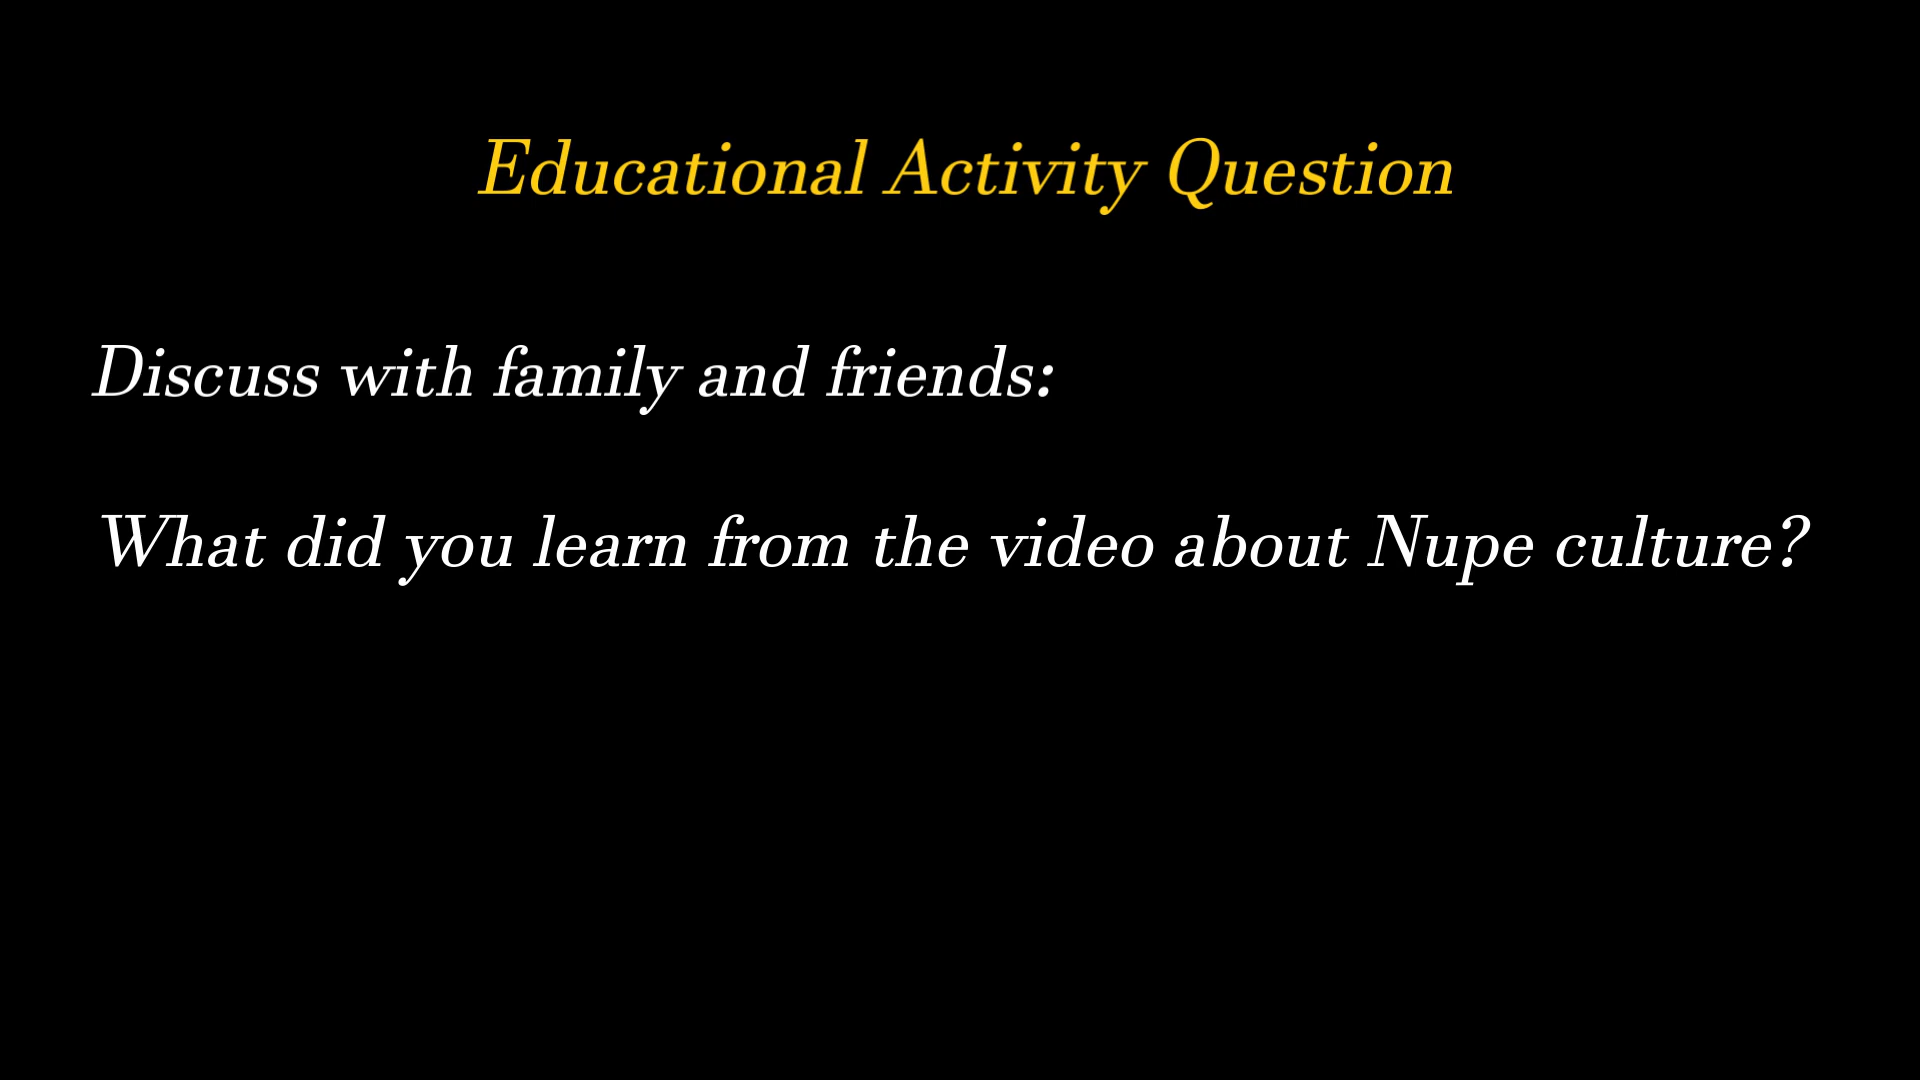 Educational Activity Question
Discuss with family and friends:
What did you learn from the video about Nupe culture?